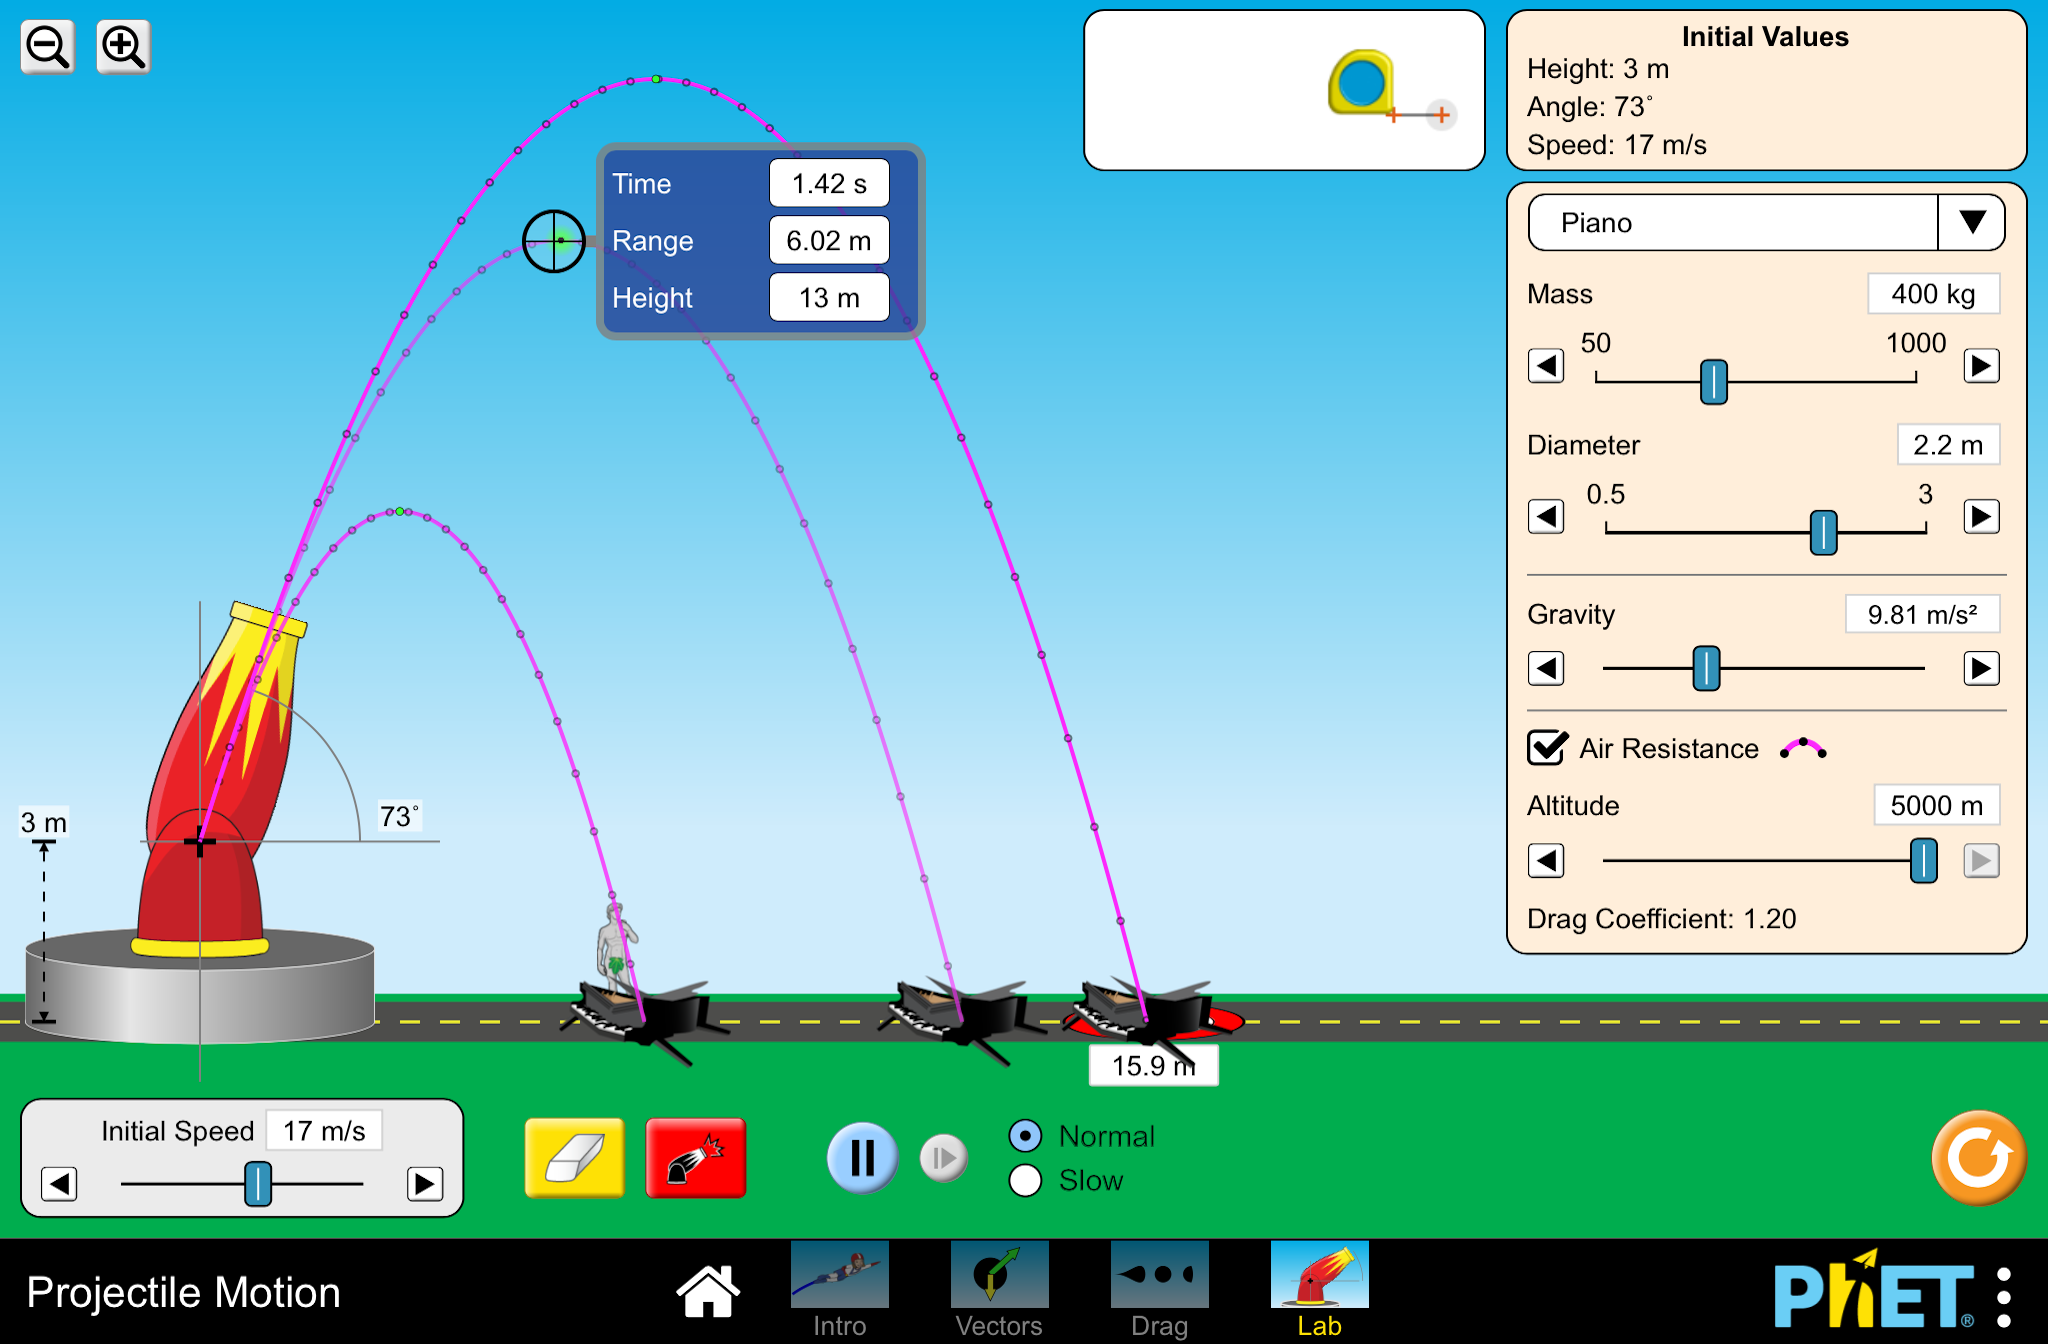 Initial Values
Height: 3 m
Angle: 73°
Speed: 17 m/s
Time 1.42 s
Range 6.02 m
Height 13 m
Piano
Mass 400 kg
50 1000
Diameter 2.2 m
0.5 3
Gravity 9.81 m/s²
Air Resistance
Altitude 5000 m
Drag Coefficient: 1.20
73°
3 m
15.9 m
Initial Speed 17 m/s
Normal
Slow
Projectile Motion
Intro
Vectors
Drag
Lab
PhET®